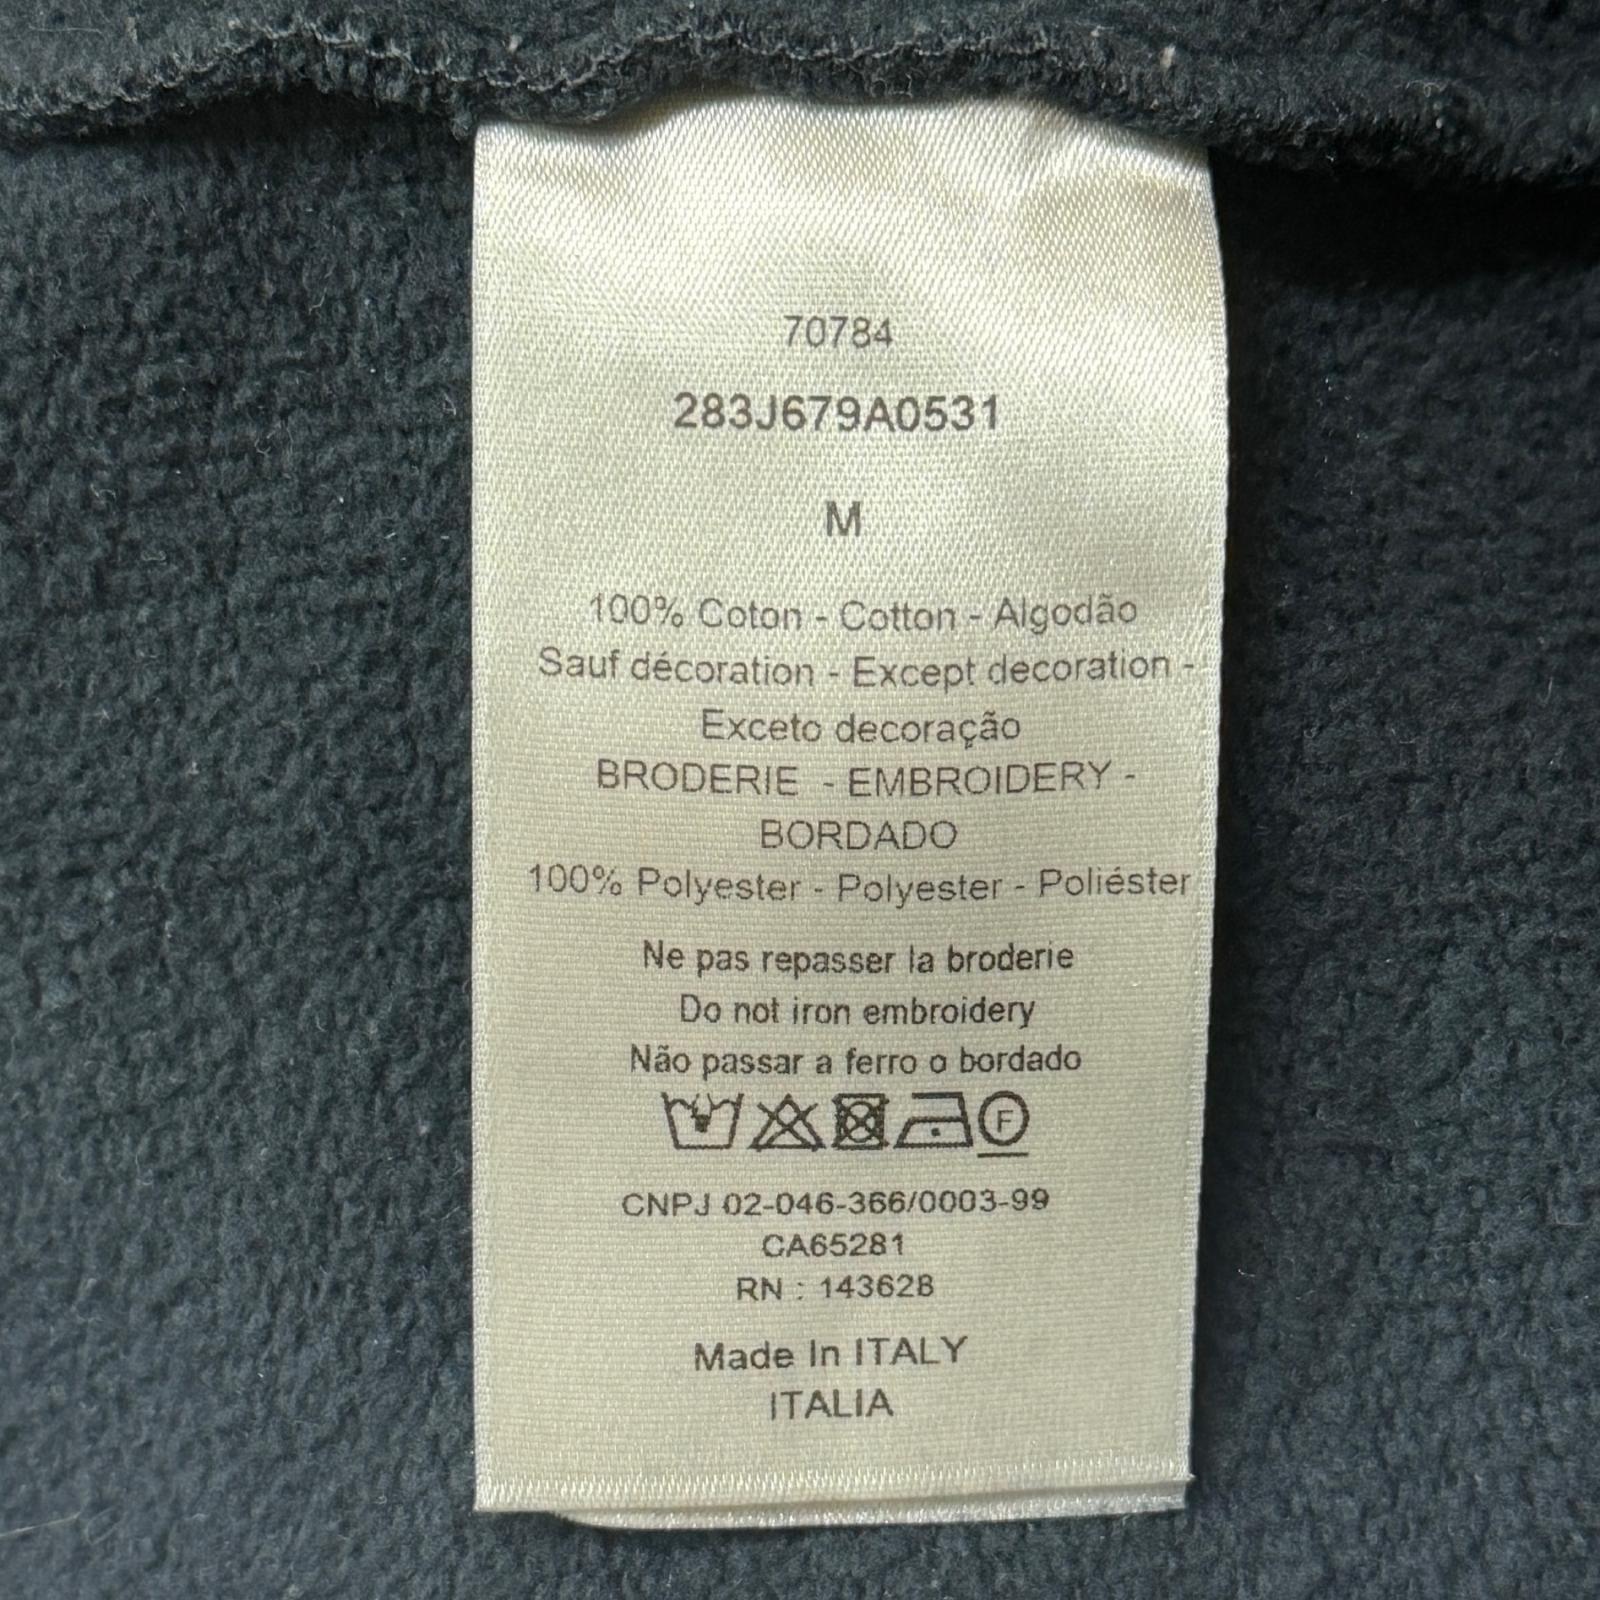 70784
283J679A0531
M
100% Coton - Cotton - Algodão
Sauf décoration - Except decoration -
Exceto decoração
BRODERIE - EMBROIDERY -
BORDADO
100% Polyester - Polyester - Poliéster
Ne pas repasser la broderie
Do not iron embroidery
Não passar a ferro o bordado
F
CNPJ 02-046-366/0003-99
CA65281
RN : 143628
Made In ITALY
ITALIA